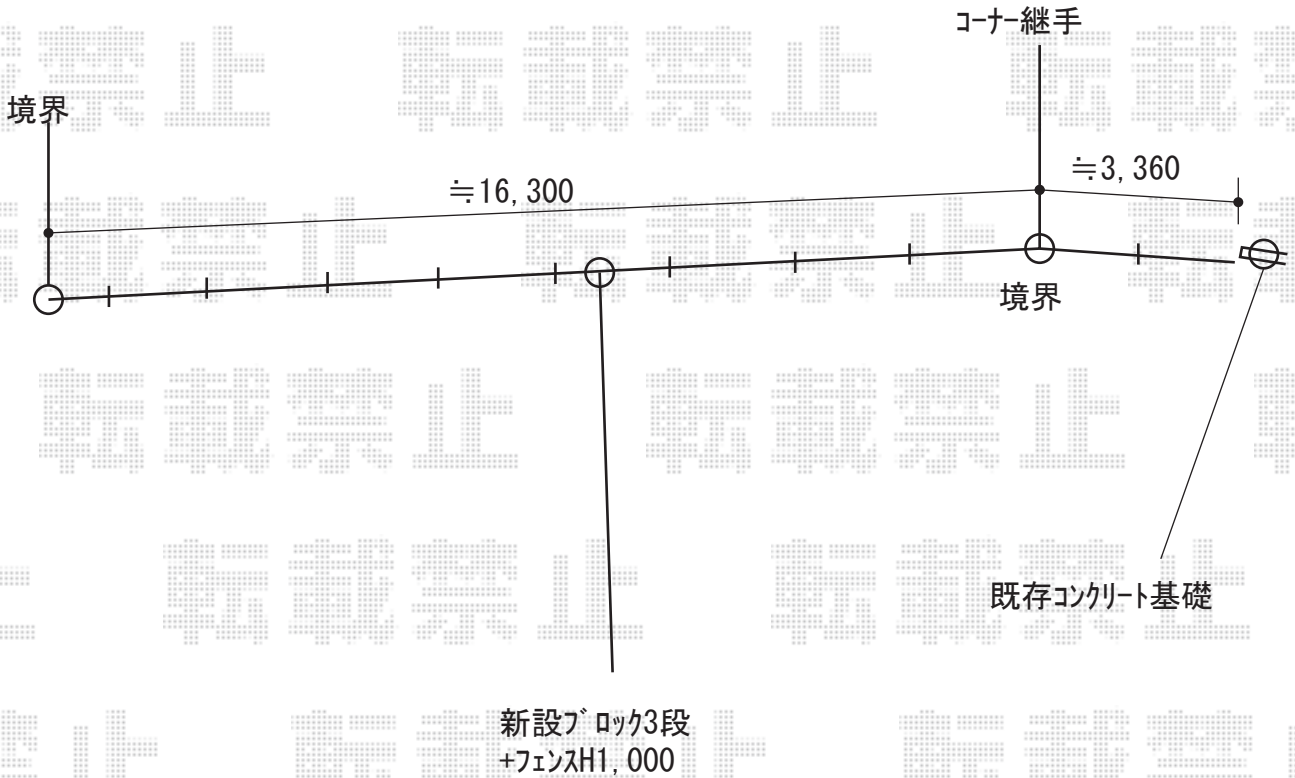 コーナー継手
境界
≒3,360
≒16,300
境界
既存コンクリート基礎
新設ブロック3段
+フェンスH1,000
転載禁止